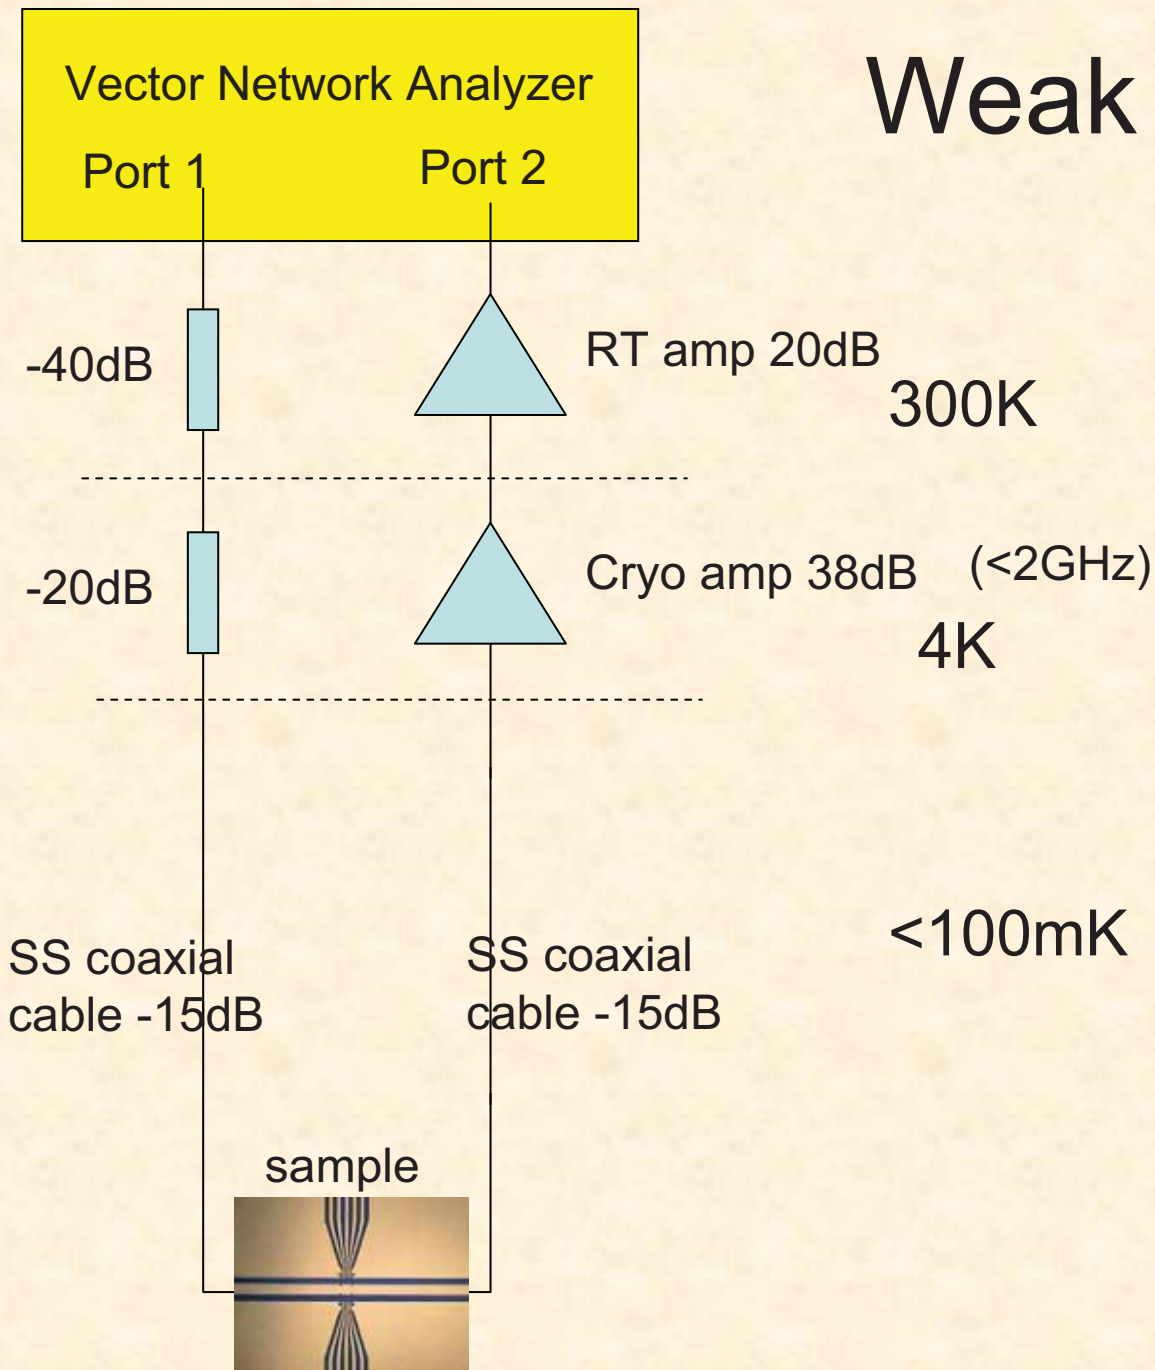 Vector Network Analyzer
Weak
Port 1
Port 2
-40dB
RT amp 20dB
300K
-20dB
Cryo amp 38dB
(<2GHz)
4K
<100mK
SS coaxial
cable -15dB
SS coaxial
cable -15dB
sample